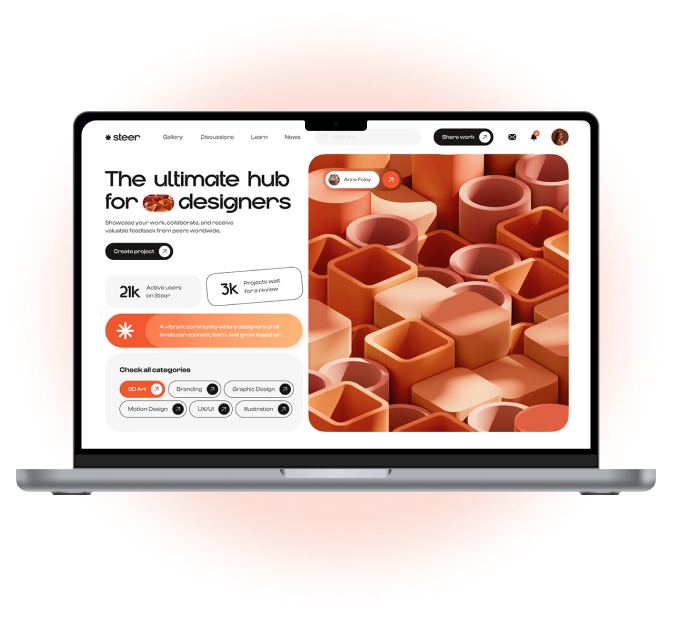 steer
Gallery Discussions Learn News Share work
The ultimate hub
for designers
Showcase your work, collaborate, and receive
valuable feedback from peers worldwide.
Create project
21k Active users
on Steer
3k Projects wait
for a review
A vibrant community where designers of all
levels can connect, learn, and grow together
Check all categories
3D Art Branding Graphic Design
Motion Design UX/UI Illustration
Anna Foley